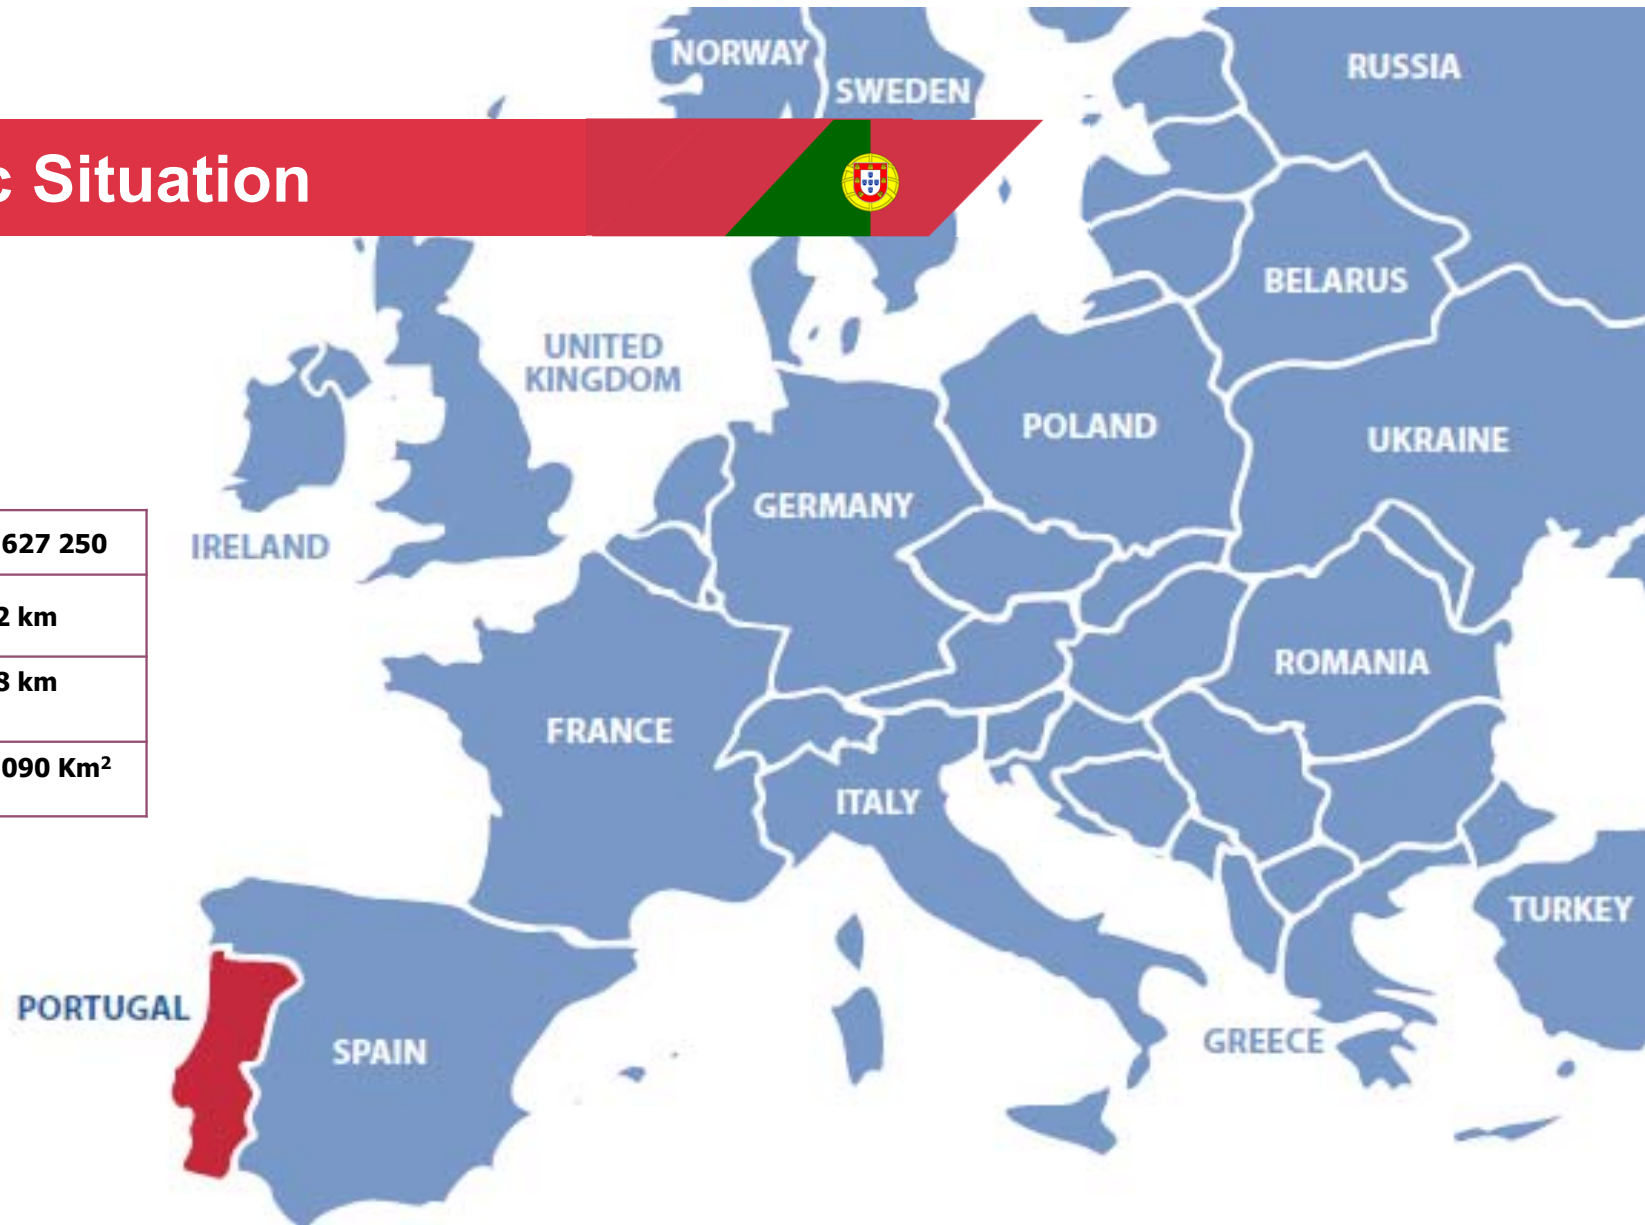 NORWAY
SWEDEN
RUSSIA
c Situation
BELARUS
UNITED
KINGDOM
POLAND
UKRAINE
GERMANY
IRELAND
627 250
2 km
8 km
090 Km²
ROMANIA
FRANCE
ITALY
TURKEY
PORTUGAL
SPAIN
GREECE